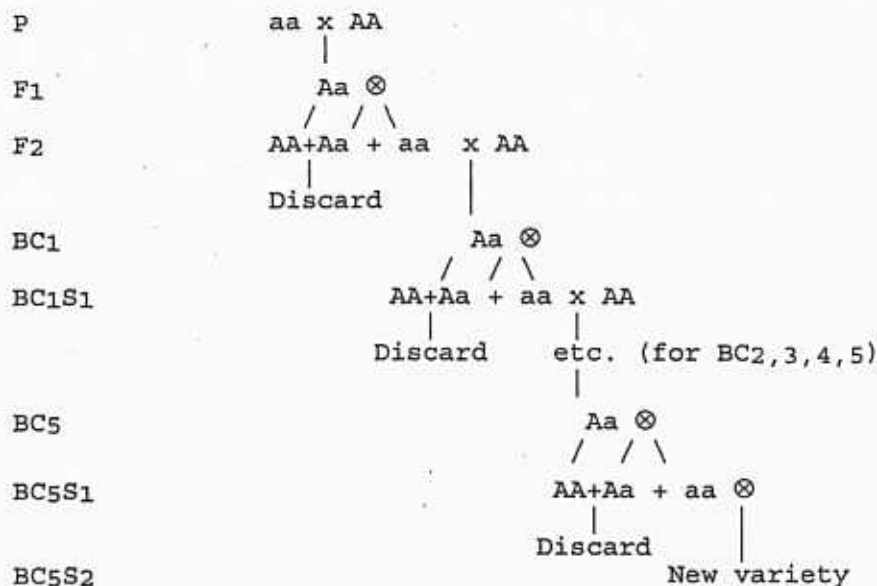 P aa x AA
F1 Aa ⊗
F2 AA+Aa + aa x AA
Discard
BC1 Aa ⊗
BC1S1 AA+Aa + aa x AA
Discard etc. (for BC2,3,4,5)
BC5 Aa ⊗
BC5S1 AA+Aa + aa ⊗
Discard
BC5S2 New variety